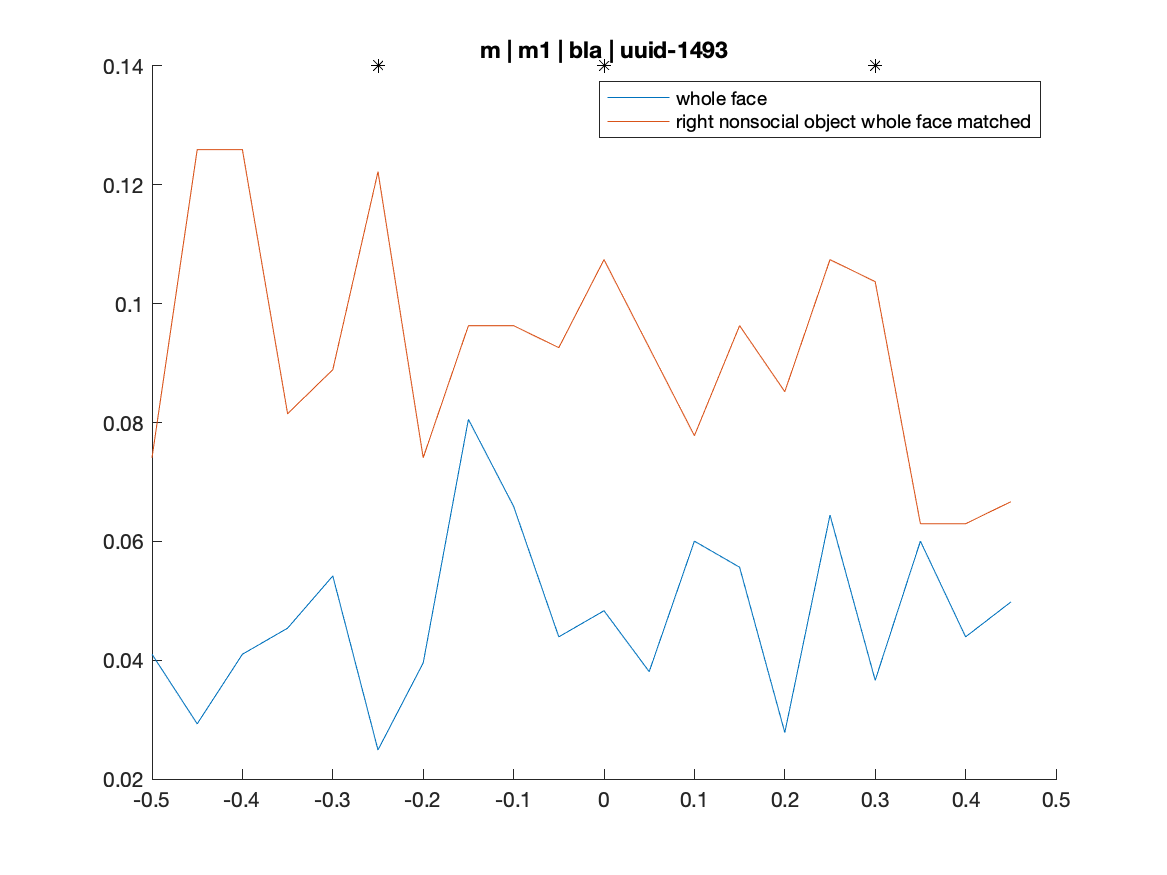 m | m1 | bla | uuid-1493
whole face
right nonsocial object whole face matched
0.14
0.12
0.1
0.08
0.06
0.04
0.02
-0.5 -0.4 -0.3 -0.2 -0.1 0 0.1 0.2 0.3 0.4 0.5